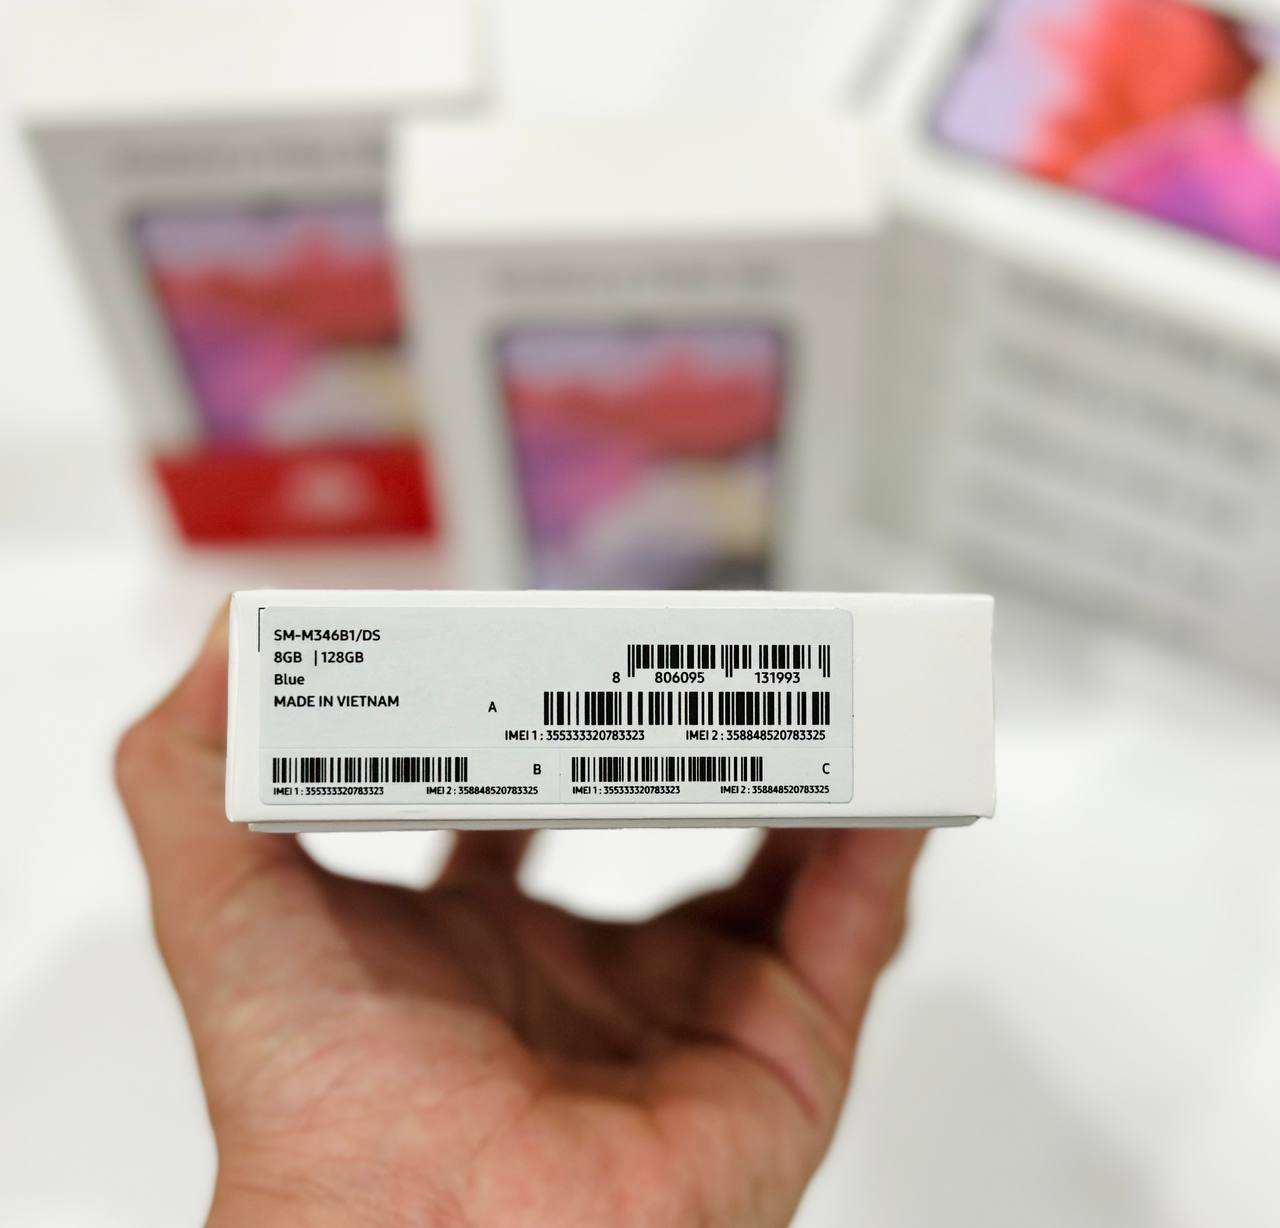 SM-M346B1/DS
8GB | 128GB
Blue
MADE IN VIETNAM
8 806095 131993
A
IMEI 1 : 355333320783323 IMEI 2 : 358848520783325
B
IMEI 1 : 355333320783323 IMEI 2 : 358848520783325
C
IMEI 1 : 355333320783323 IMEI 2 : 358848520783325